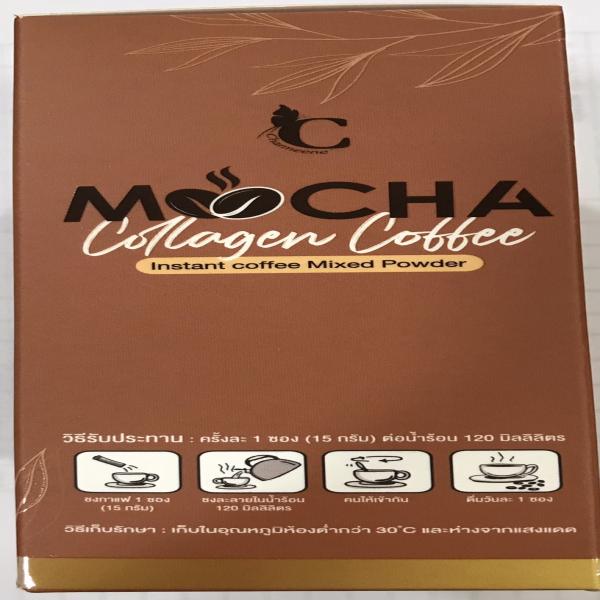 C
Charmeene
MOCHA
Collagen Coffee
Instant coffee Mixed Powder
วิธีรับประทาน : ครั้งละ 1 ซอง (15 กรัม) ต่อน้ำร้อน 120 มิลลิลิตร
ชงกาแฟ 1 ซอง
(15 กรัม)
ชงละลายในน้ำร้อน
120 มิลลิลิตร
คนให้เข้ากัน
ดื่มวันละ 1 ซอง
วิธีเก็บรักษา : เก็บในอุณหภูมิห้องต่ำกว่า 30°C และห่างจากแสงแดด